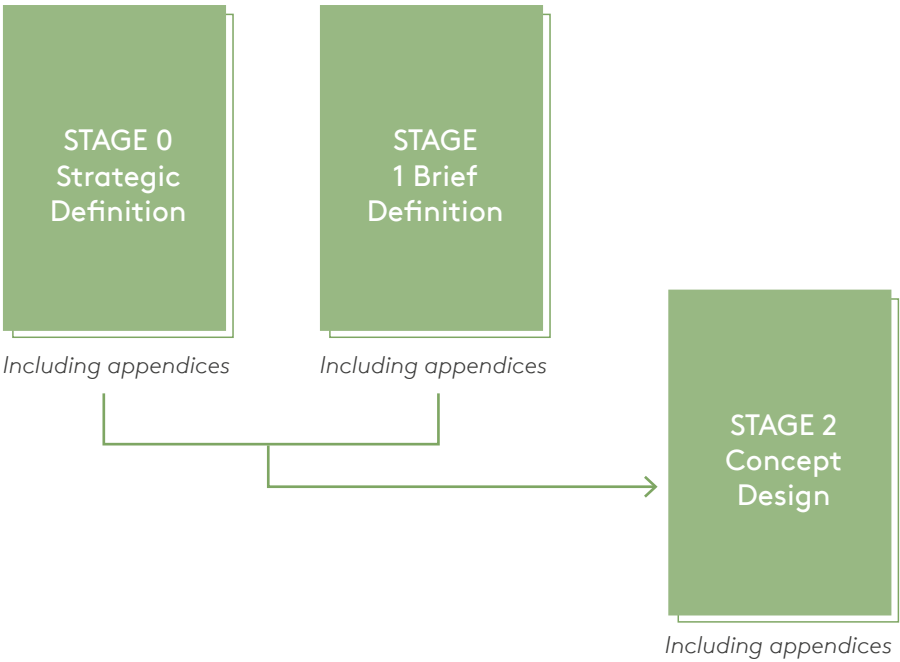 STAGE 0
Strategic
Definition
Including appendices
STAGE
1 Brief
Definition
Including appendices
STAGE 2
Concept
Design
Including appendices